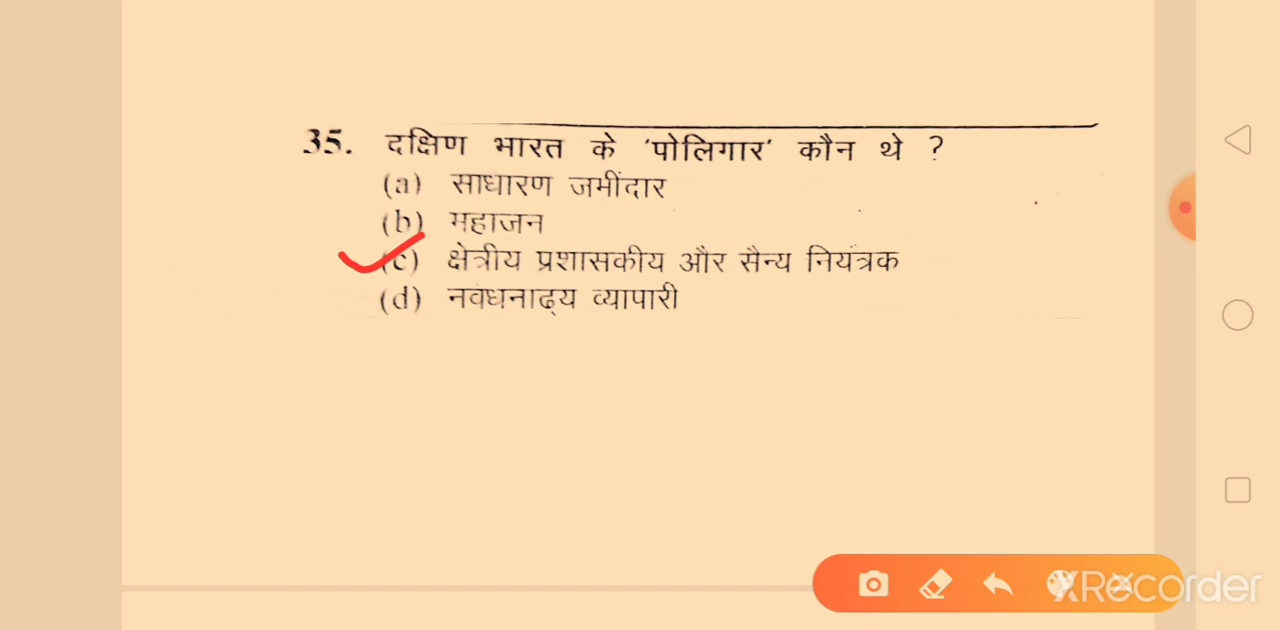 35. दक्षिण भारत के 'पोलिगार' कौन थे ?
(a) साधारण जमींदार
(b) महाजन
(c) क्षेत्रीय प्रशासकीय और सैन्य नियंत्रक
(d) नवधनाढ्य व्यापारी
XRecorder